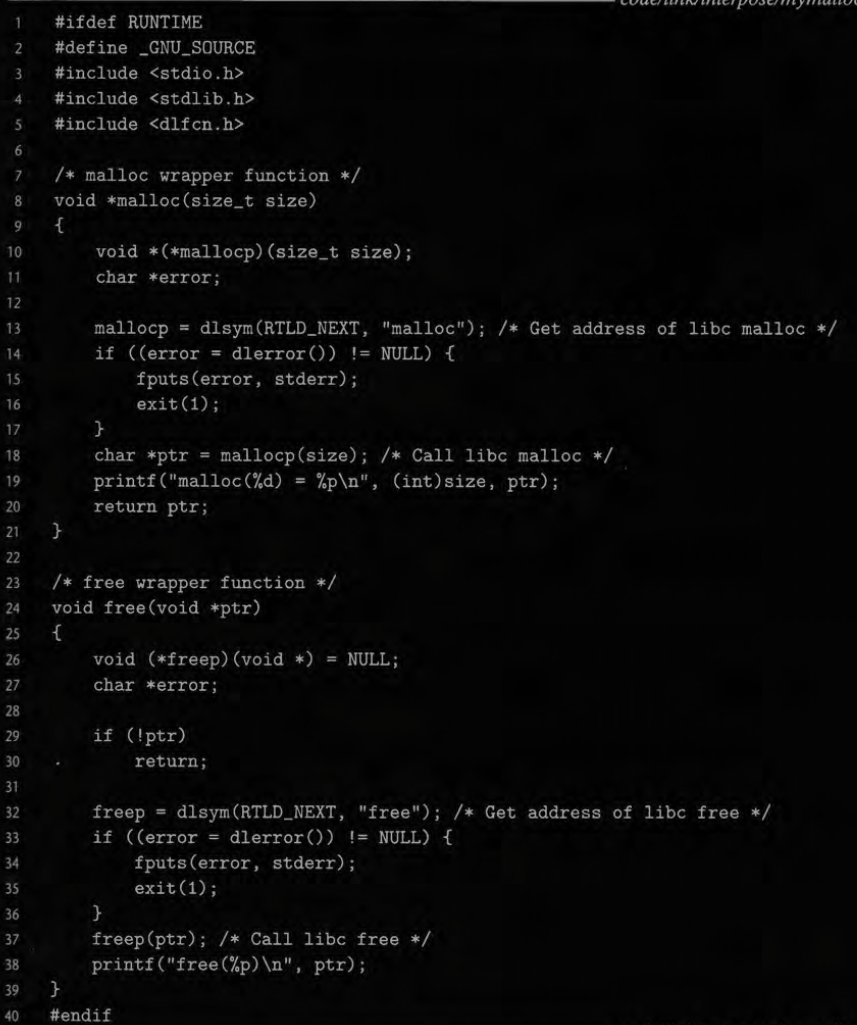 code/link/interpose/mymalloc
1 #ifdef RUNTIME
2 #define _GNU_SOURCE
3 #include <stdio.h>
4 #include <stdlib.h>
5 #include <dlfcn.h>
6
7 /* malloc wrapper function */
8 void *malloc(size_t size)
9 {
10     void *(*mallocp)(size_t size);
11     char *error;
12
13     mallocp = dlsym(RTLD_NEXT, "malloc"); /* Get address of libc malloc */
14     if ((error = dlerror()) != NULL) {
15         fputs(error, stderr);
16         exit(1);
17     }
18     char *ptr = mallocp(size); /* Call libc malloc */
19     printf("malloc(%d) = %p\n", (int)size, ptr);
20     return ptr;
21 }
22
23 /* free wrapper function */
24 void free(void *ptr)
25 {
26     void (*freep)(void *) = NULL;
27     char *error;
28
29     if (!ptr)
30         return;
31
32     freep = dlsym(RTLD_NEXT, "free"); /* Get address of libc free */
33     if ((error = dlerror()) != NULL) {
34         fputs(error, stderr);
35         exit(1);
36     }
37     freep(ptr); /* Call libc free */
38     printf("free(%p)\n", ptr);
39 }
40 #endif